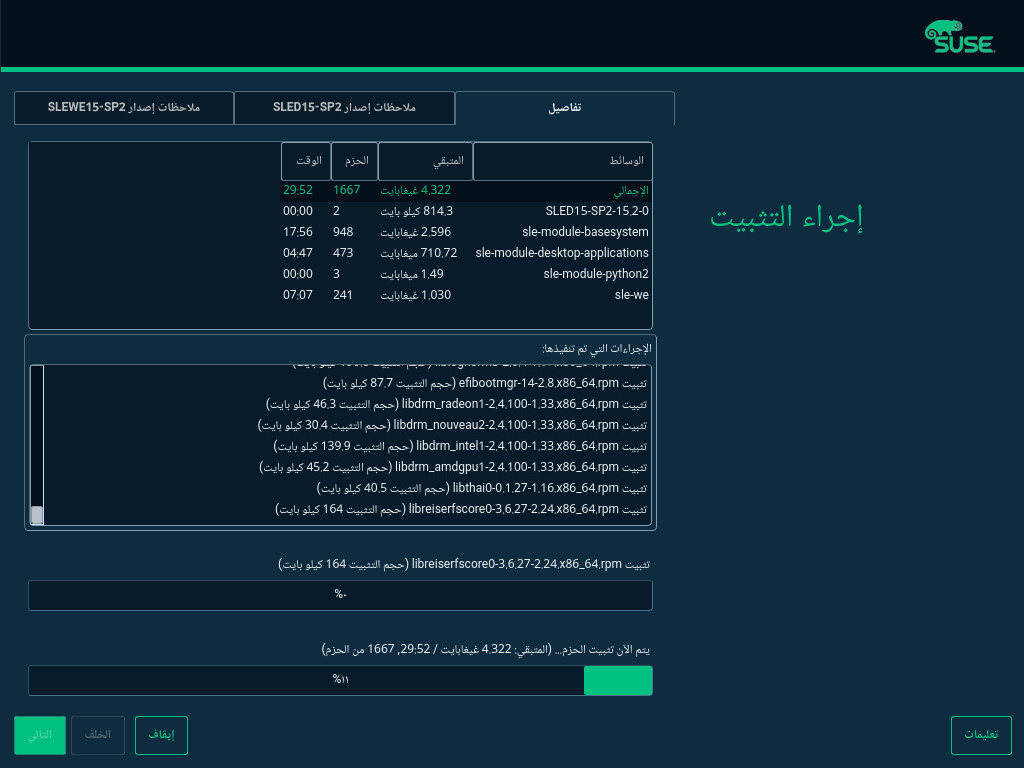 SUSE
تفاصيل
ملاحظات إصدار SLED15-SP2
ملاحظات إصدار SLEWE15-SP2
إجراء التثبيت
الوسائط المتبقي الحزم الوقت
الإجمالي 4.322 غيغابايت 1667 29:52
SLED15-SP2-15.2-0 814.3 كيلو بايت 2 00:00
sle-module-basesystem 2.596 غيغابايت 948 17:56
sle-module-desktop-applications 710.72 ميغابايت 473 04:47
sle-module-python2 1.49 غيغابايت 3 00:00
sle-we 1.030 غيغابايت 241 07:07
الإجراءات التي تم تنفيذها:
تثبيت efibootmgr-14-2.8.x86_64.rpm (حجم التثبيت 87.7 كيلو بايت)
تثبيت libdrm_radeon1-2.4.100-1.33.x86_64.rpm (حجم التثبيت 46.3 كيلو بايت)
تثبيت libdrm_nouveau2-2.4.100-1.33.x86_64.rpm (حجم التثبيت 30.4 كيلو بايت)
تثبيت libdrm_intel1-2.4.100-1.33.x86_64.rpm (حجم التثبيت 139.9 كيلو بايت)
تثبيت libdrm_amdgpu1-2.4.100-1.33.x86_64.rpm (حجم التثبيت 45.2 كيلو بايت)
تثبيت libthai0-0.1.27-1.16.x86_64.rpm (حجم التثبيت 40.5 كيلو بايت)
تثبيت libreiserfscore0-3.6.27-2.24.x86_64.rpm (حجم التثبيت 164 كيلو بايت)
تثبيت libreiserfscore0-3.6.27-2.24.x86_64.rpm (حجم التثبيت 164 كيلو بايت)
%٠
يتم الآن تثبيت الحزم... (المتبقي: 4.322 غيغابايت / 29:52, 1667 من الحزم)
%١١
تعليمات
إيقاف
الخلف
التالي